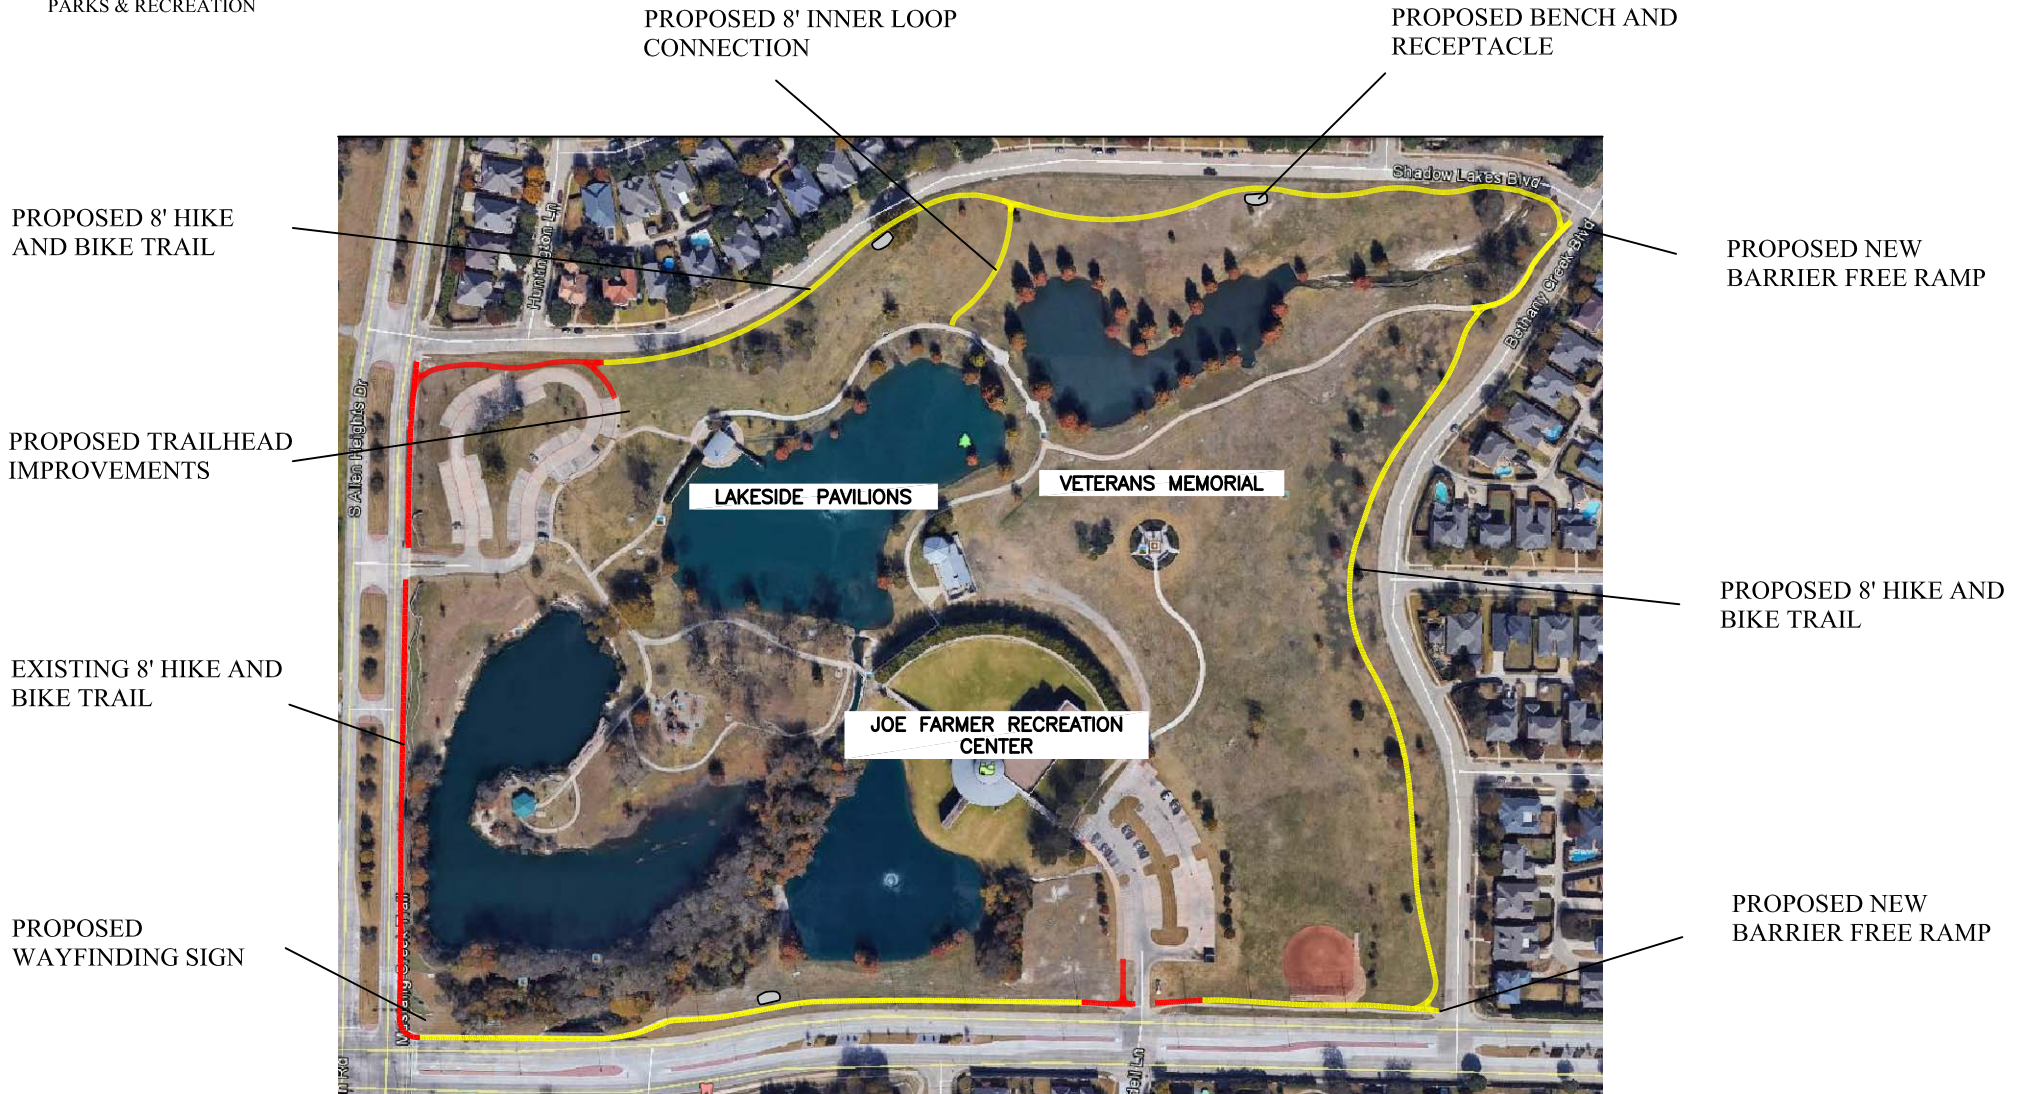 PARKS & RECREATION
PROPOSED 8' INNER LOOP
CONNECTION
PROPOSED BENCH AND
RECEPTACLE
PROPOSED 8' HIKE
AND BIKE TRAIL
PROPOSED NEW
BARRIER FREE RAMP
PROPOSED TRAILHEAD
IMPROVEMENTS
EXISTING 8' HIKE AND
BIKE TRAIL
PROPOSED
WAYFINDING SIGN
PROPOSED 8' HIKE AND
BIKE TRAIL
PROPOSED NEW
BARRIER FREE RAMP
Shadow Lakes Blvd
Huntington Ln
Bethany Creek Blvd
S Allen Heights Dr
LAKESIDE PAVILIONS
VETERANS MEMORIAL
JOE FARMER RECREATION
CENTER
Rd
Ln